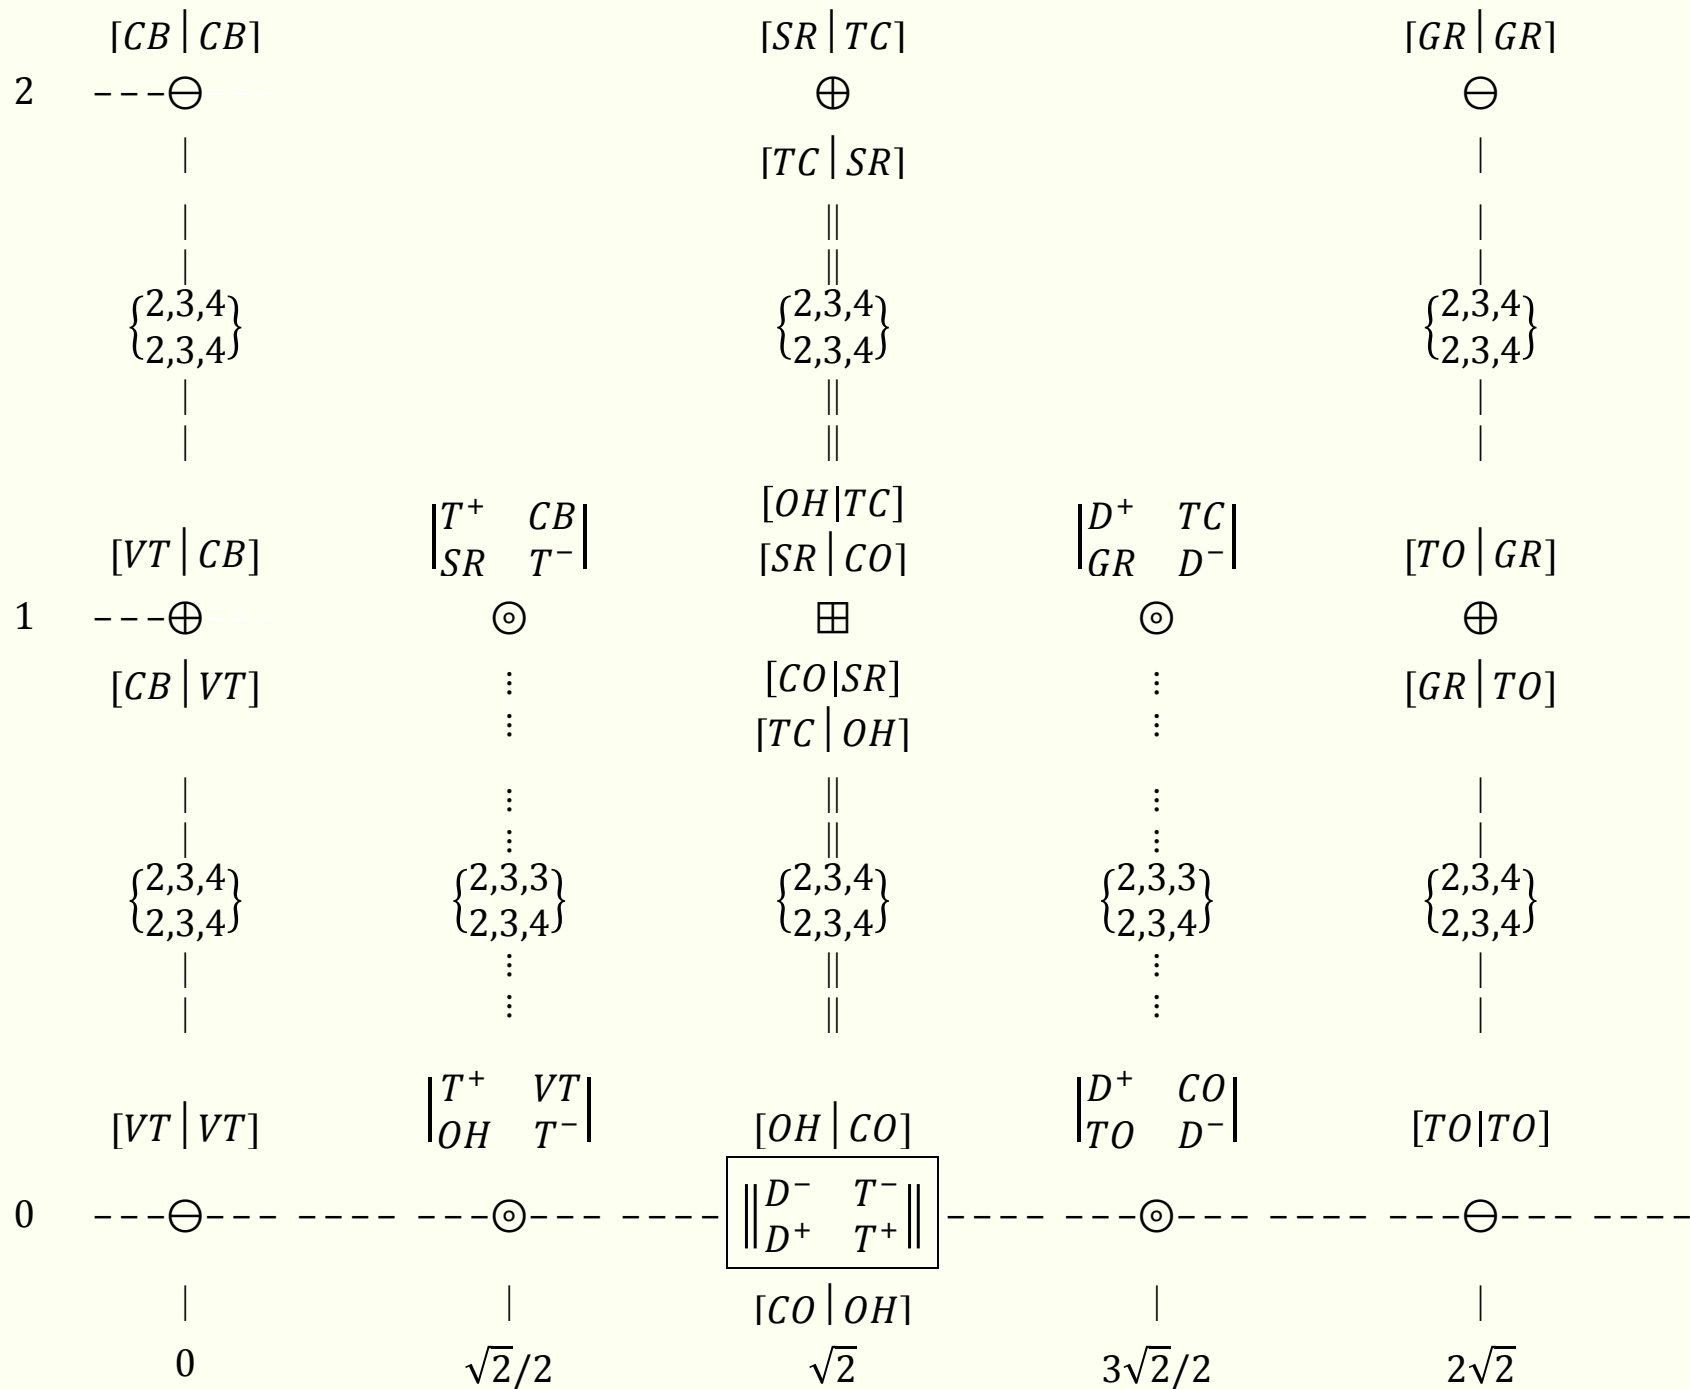 [CB|CB] [SR|TC] [GR|GR]
2 ---⊖ ⊕ ⊖
| [TC|SR] |
| ‖ |
| ‖ |
{2,3,4 {2,3,4 {2,3,4
2,3,4} 2,3,4} 2,3,4}
| ‖ |
| ‖ |
[OH|TC]
[VT|CB] |T⁺ CB [SR|CO] |D⁺ TC [TO|GR]
SR T⁻| GR D⁻|
1 ---⊕ ⊚ ⊞ ⊚ ⊕
[CB|VT] ⋮ [CO|SR] ⋮ [GR|TO]
⋮ [TC|OH] ⋮
| ⋮ ‖ ⋮ |
| ⋮ ‖ ⋮ |
{2,3,4 {2,3,3 {2,3,4 {2,3,3 {2,3,4
2,3,4} 2,3,4} 2,3,4} 2,3,4} 2,3,4}
| ⋮ ‖ ⋮ |
| ⋮ ‖ ⋮ |
[VT|VT] |T⁺ VT [OH|CO] |D⁺ CO [TO|TO]
OH T⁻| TO D⁻|
0 ---⊖--- ---- ---⊚--- ---- ‖D⁻ T⁻ ---- ---⊚--- ---- ---⊖--- ----
D⁺ T⁺‖
| | [CO|OH] | |
0 √2/2 √2 3√2/2 2√2